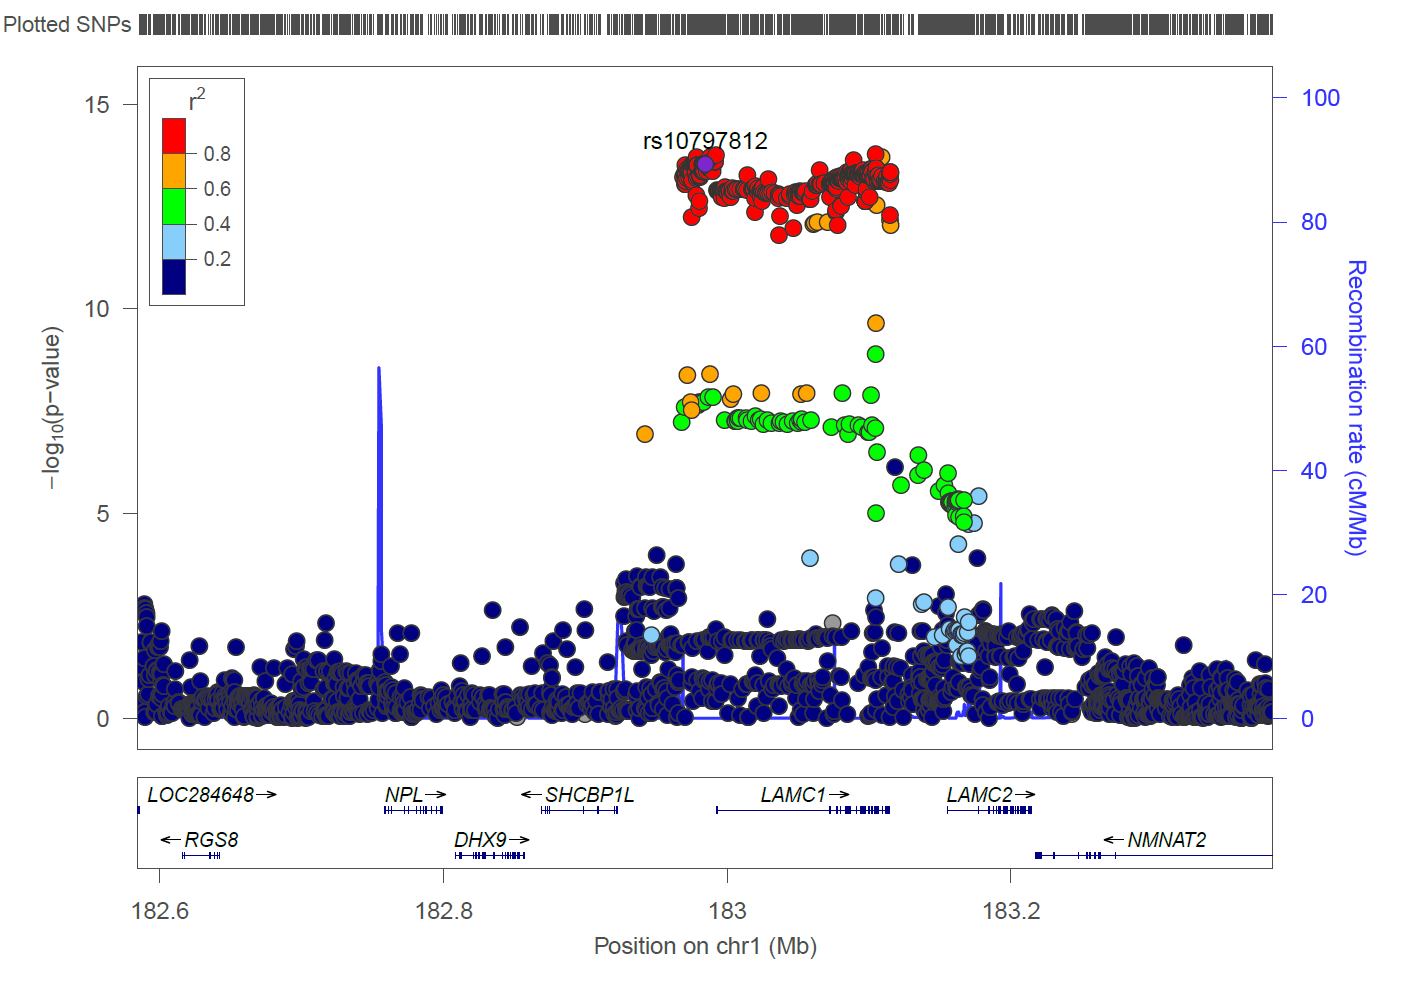 Plotted SNPs
r2
0.8
0.6
0.4
0.2
rs10797812
15
10
5
0
−log10(p−value)
100
80
60
40
20
0
Recombination rate (cM/Mb)
LOC284648→
NPL→
←SHCBP1L
LAMC1→
LAMC2→
←RGS8
DHX9→
←NMNAT2
182.6
182.8
183
183.2
Position on chr1 (Mb)